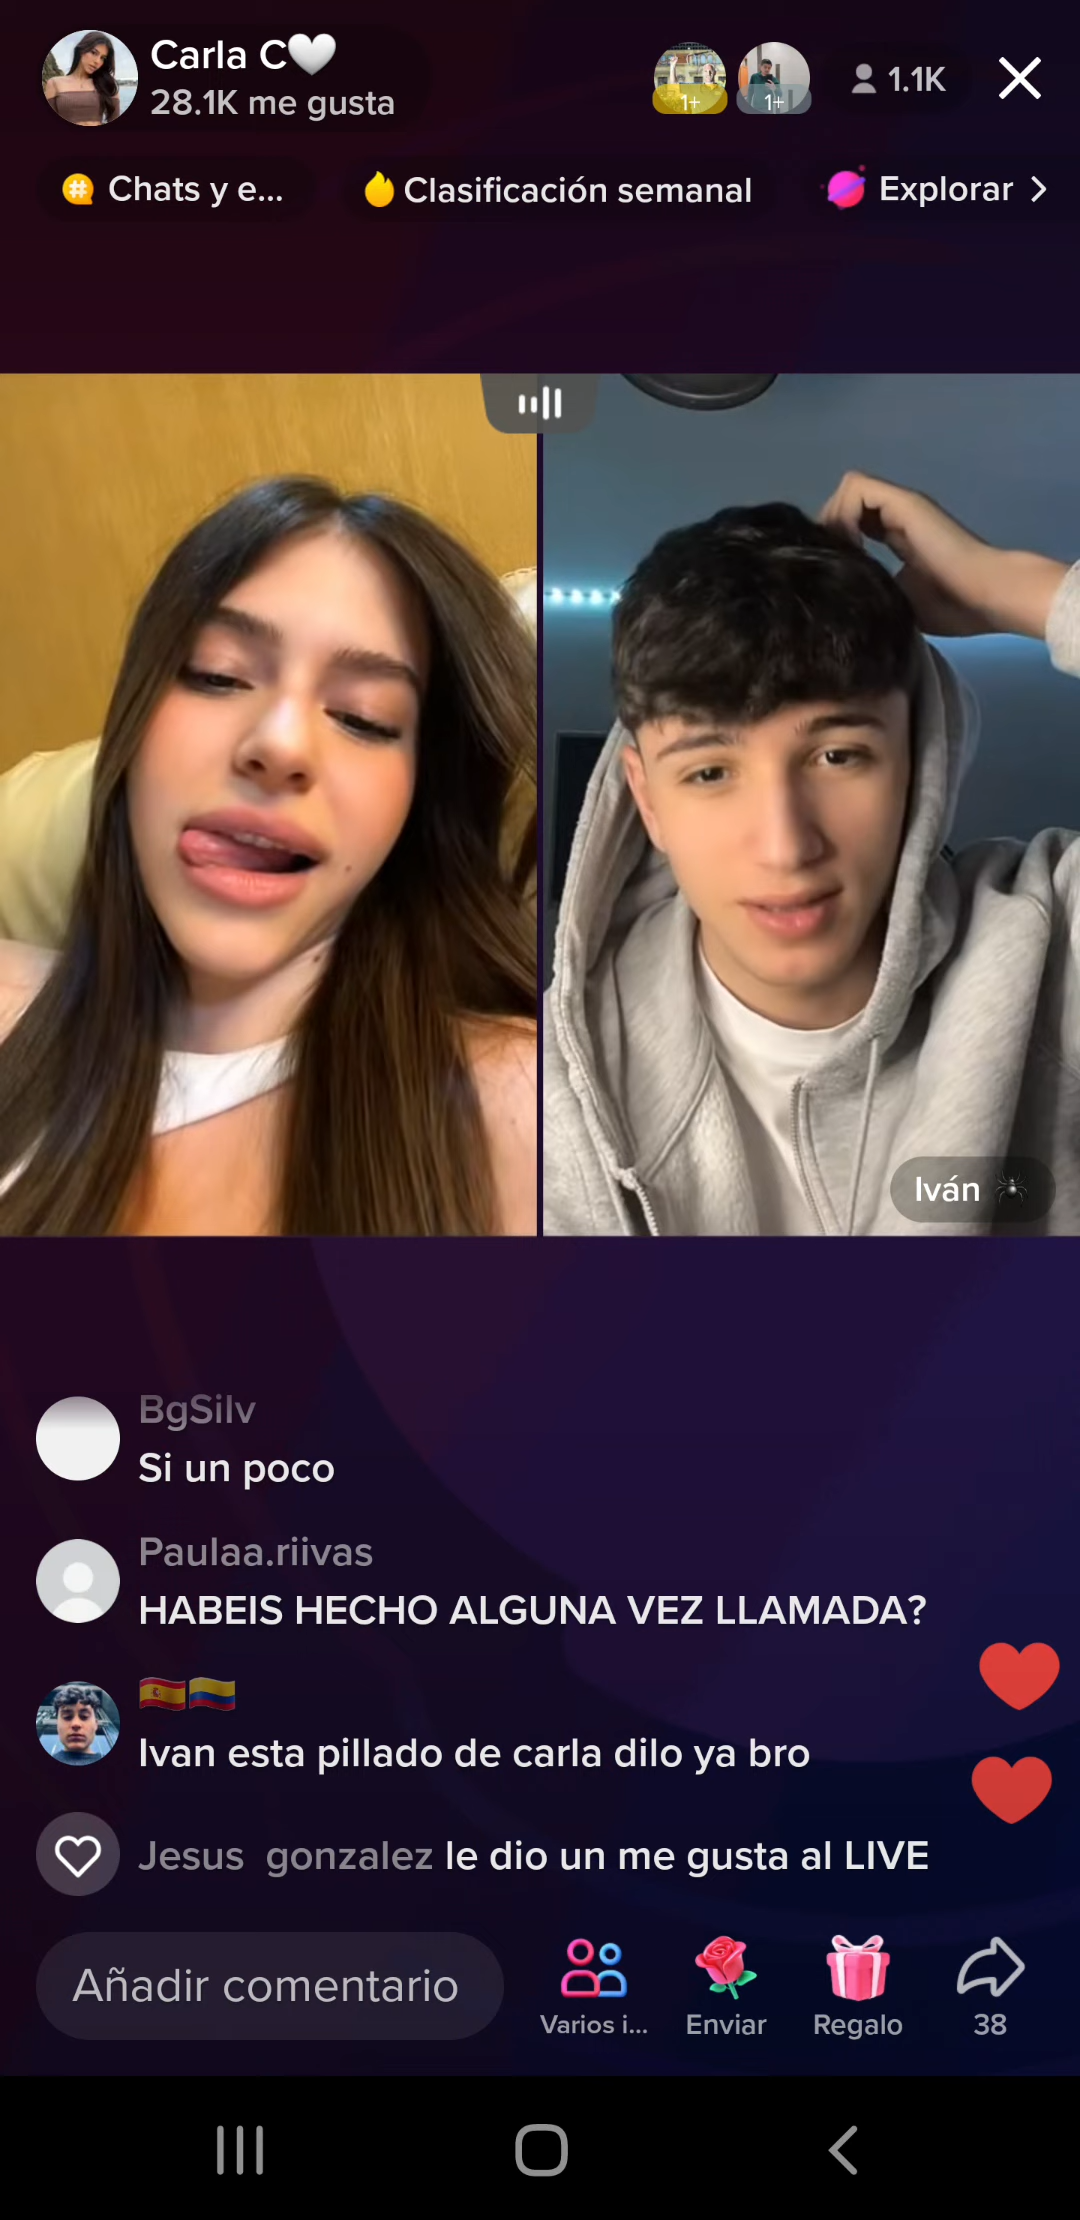 Carla C🤍
28.1K me gusta
1+
1+
1.1K
Chats y e...
Clasificación semanal
Explorar
Iván 🕷
BgSilv
Si un poco
Paulaa.riivas
HABEIS HECHO ALGUNA VEZ LLAMADA?
🇪🇸🇨🇴
Ivan esta pillado de carla dilo ya bro
Jesus gonzalez le dio un me gusta al LIVE
Añadir comentario
Varios i...
Enviar
Regalo
38